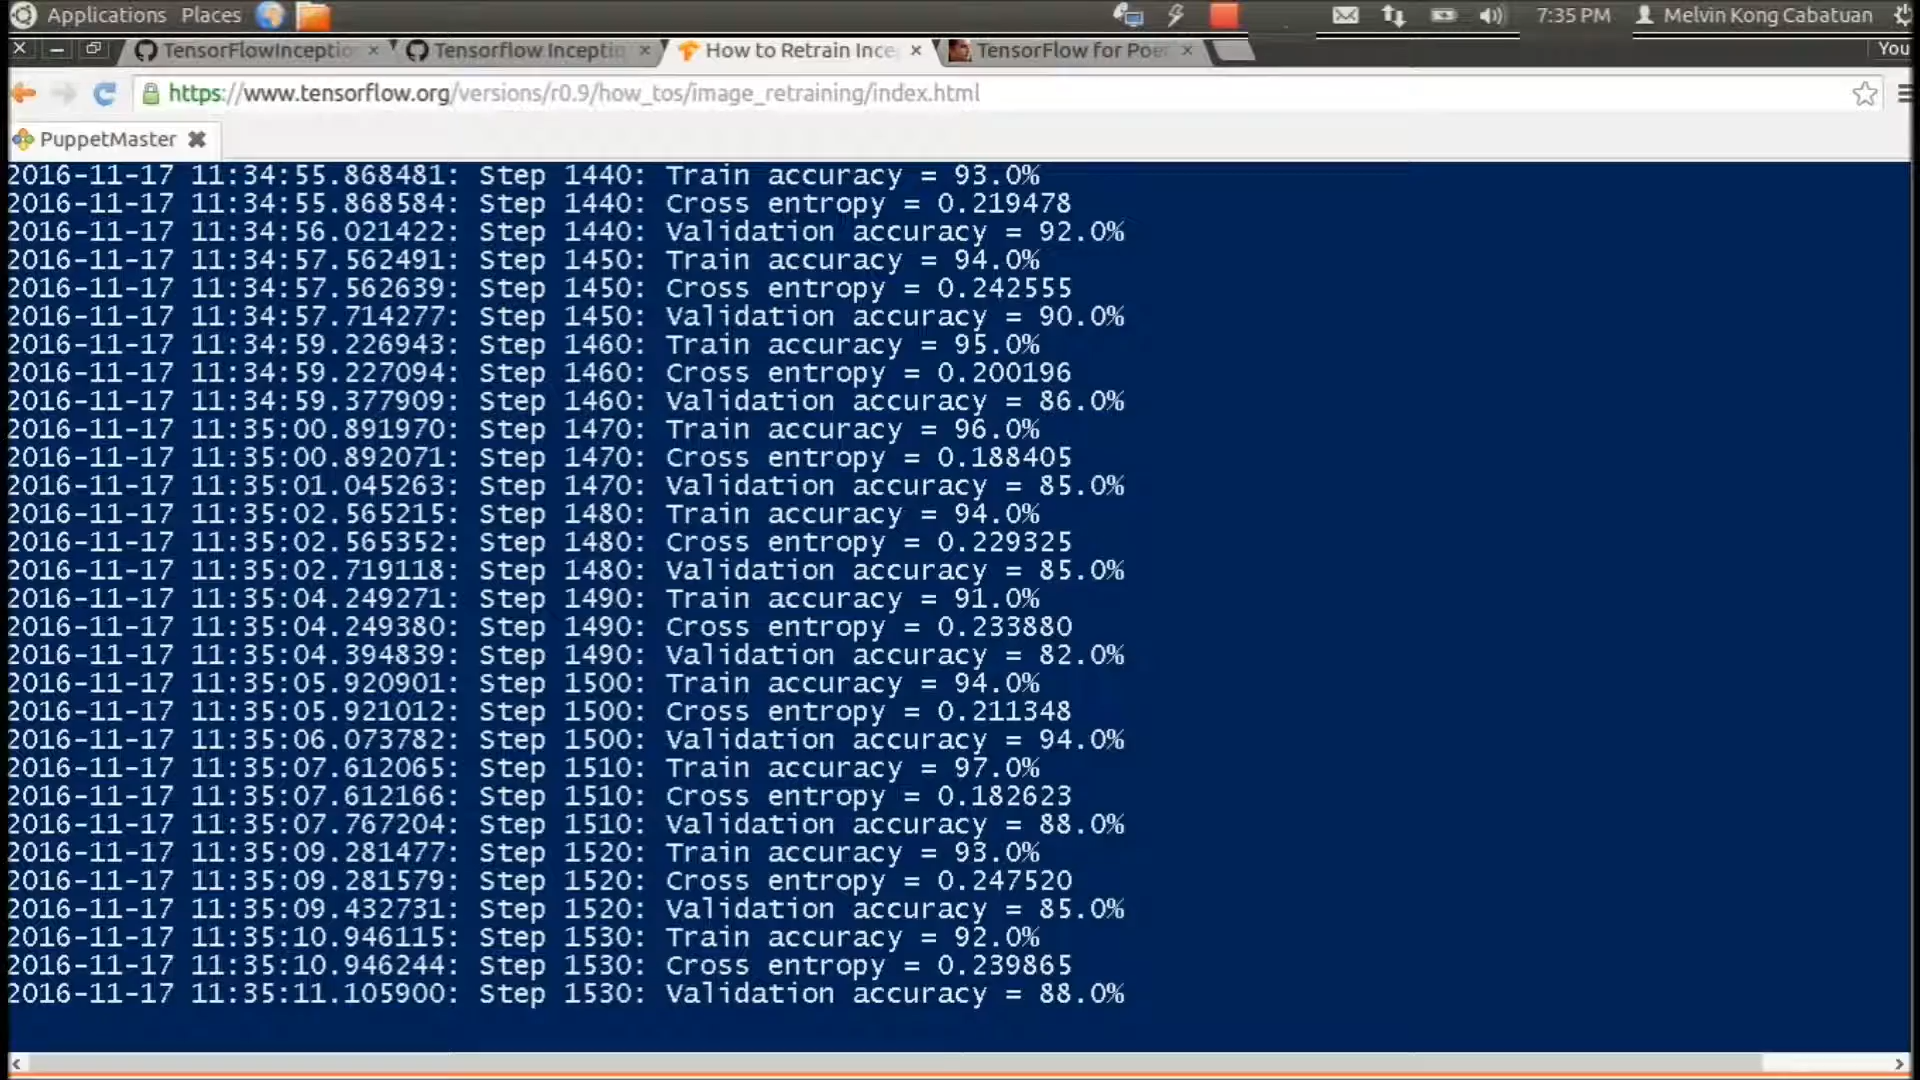 Applications Places 7:35 PM Melvin Kong Cabatuan
TensorFlowInceptio Tensorflow Inceptio How to Retrain Ince TensorFlow for Poe You
https://www.tensorflow.org/versions/r0.9/how_tos/image_retraining/index.html
PuppetMaster
2016-11-17 11:34:55.868481: Step 1440: Train accuracy = 93.0%
2016-11-17 11:34:55.868584: Step 1440: Cross entropy = 0.219478
2016-11-17 11:34:56.021422: Step 1440: Validation accuracy = 92.0%
2016-11-17 11:34:57.562491: Step 1450: Train accuracy = 94.0%
2016-11-17 11:34:57.562639: Step 1450: Cross entropy = 0.242555
2016-11-17 11:34:57.714277: Step 1450: Validation accuracy = 90.0%
2016-11-17 11:34:59.226943: Step 1460: Train accuracy = 95.0%
2016-11-17 11:34:59.227094: Step 1460: Cross entropy = 0.200196
2016-11-17 11:34:59.377909: Step 1460: Validation accuracy = 86.0%
2016-11-17 11:35:00.891970: Step 1470: Train accuracy = 96.0%
2016-11-17 11:35:00.892071: Step 1470: Cross entropy = 0.188405
2016-11-17 11:35:01.045263: Step 1470: Validation accuracy = 85.0%
2016-11-17 11:35:02.565215: Step 1480: Train accuracy = 94.0%
2016-11-17 11:35:02.565352: Step 1480: Cross entropy = 0.229325
2016-11-17 11:35:02.719118: Step 1480: Validation accuracy = 85.0%
2016-11-17 11:35:04.249271: Step 1490: Train accuracy = 91.0%
2016-11-17 11:35:04.249380: Step 1490: Cross entropy = 0.233880
2016-11-17 11:35:04.394839: Step 1490: Validation accuracy = 82.0%
2016-11-17 11:35:05.920901: Step 1500: Train accuracy = 94.0%
2016-11-17 11:35:05.921012: Step 1500: Cross entropy = 0.211348
2016-11-17 11:35:06.073782: Step 1500: Validation accuracy = 94.0%
2016-11-17 11:35:07.612065: Step 1510: Train accuracy = 97.0%
2016-11-17 11:35:07.612166: Step 1510: Cross entropy = 0.182623
2016-11-17 11:35:07.767204: Step 1510: Validation accuracy = 88.0%
2016-11-17 11:35:09.281477: Step 1520: Train accuracy = 93.0%
2016-11-17 11:35:09.281579: Step 1520: Cross entropy = 0.247520
2016-11-17 11:35:09.432731: Step 1520: Validation accuracy = 85.0%
2016-11-17 11:35:10.946115: Step 1530: Train accuracy = 92.0%
2016-11-17 11:35:10.946244: Step 1530: Cross entropy = 0.239865
2016-11-17 11:35:11.105900: Step 1530: Validation accuracy = 88.0%